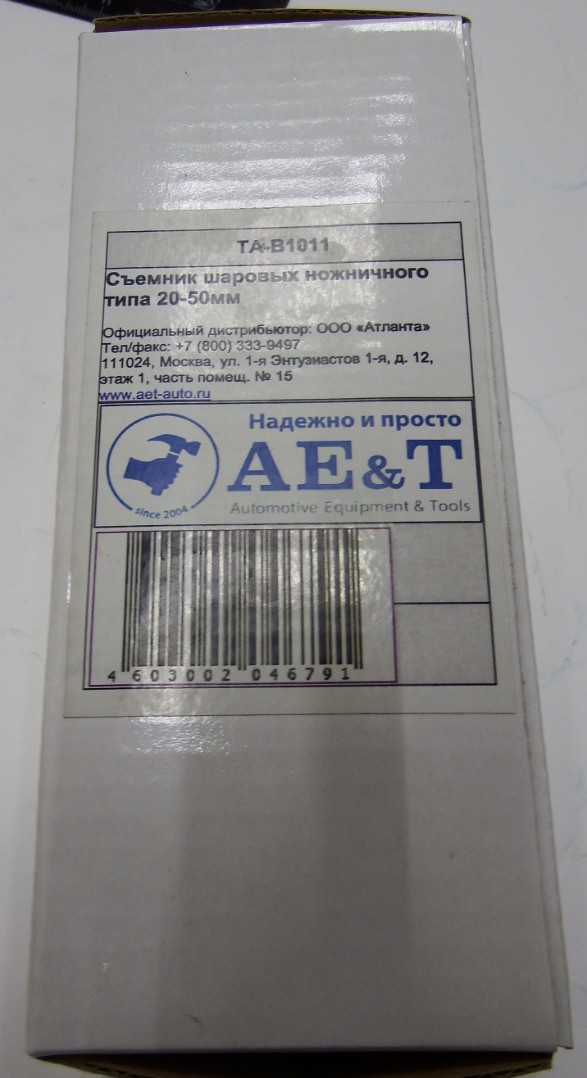 TA-B1011
Съемник шаровых ножничного
типа 20-50мм
Официальный дистрибьютор: ООО «Атланта»
Тел/факс: +7 (800) 333-9497
111024, Москва, ул. 1-я Энтузиастов 1-я, д. 12,
этаж 1, часть помещ. № 15
www.aet-auto.ru
Надежно и просто
AE&T
Automotive Equipment & Tools
since 2004
4 603002 046791